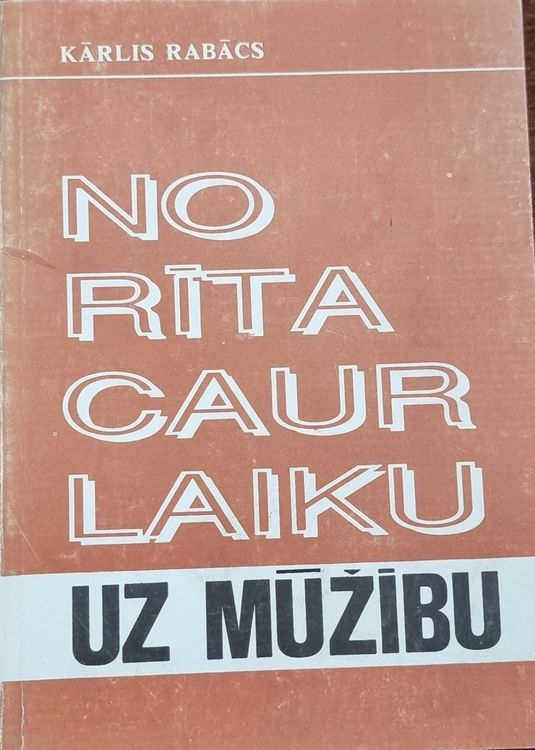 KĀRLIS RABĀCS
NO
RĪTA
CAUR
LAIKU
UZ MŪŽĪBU